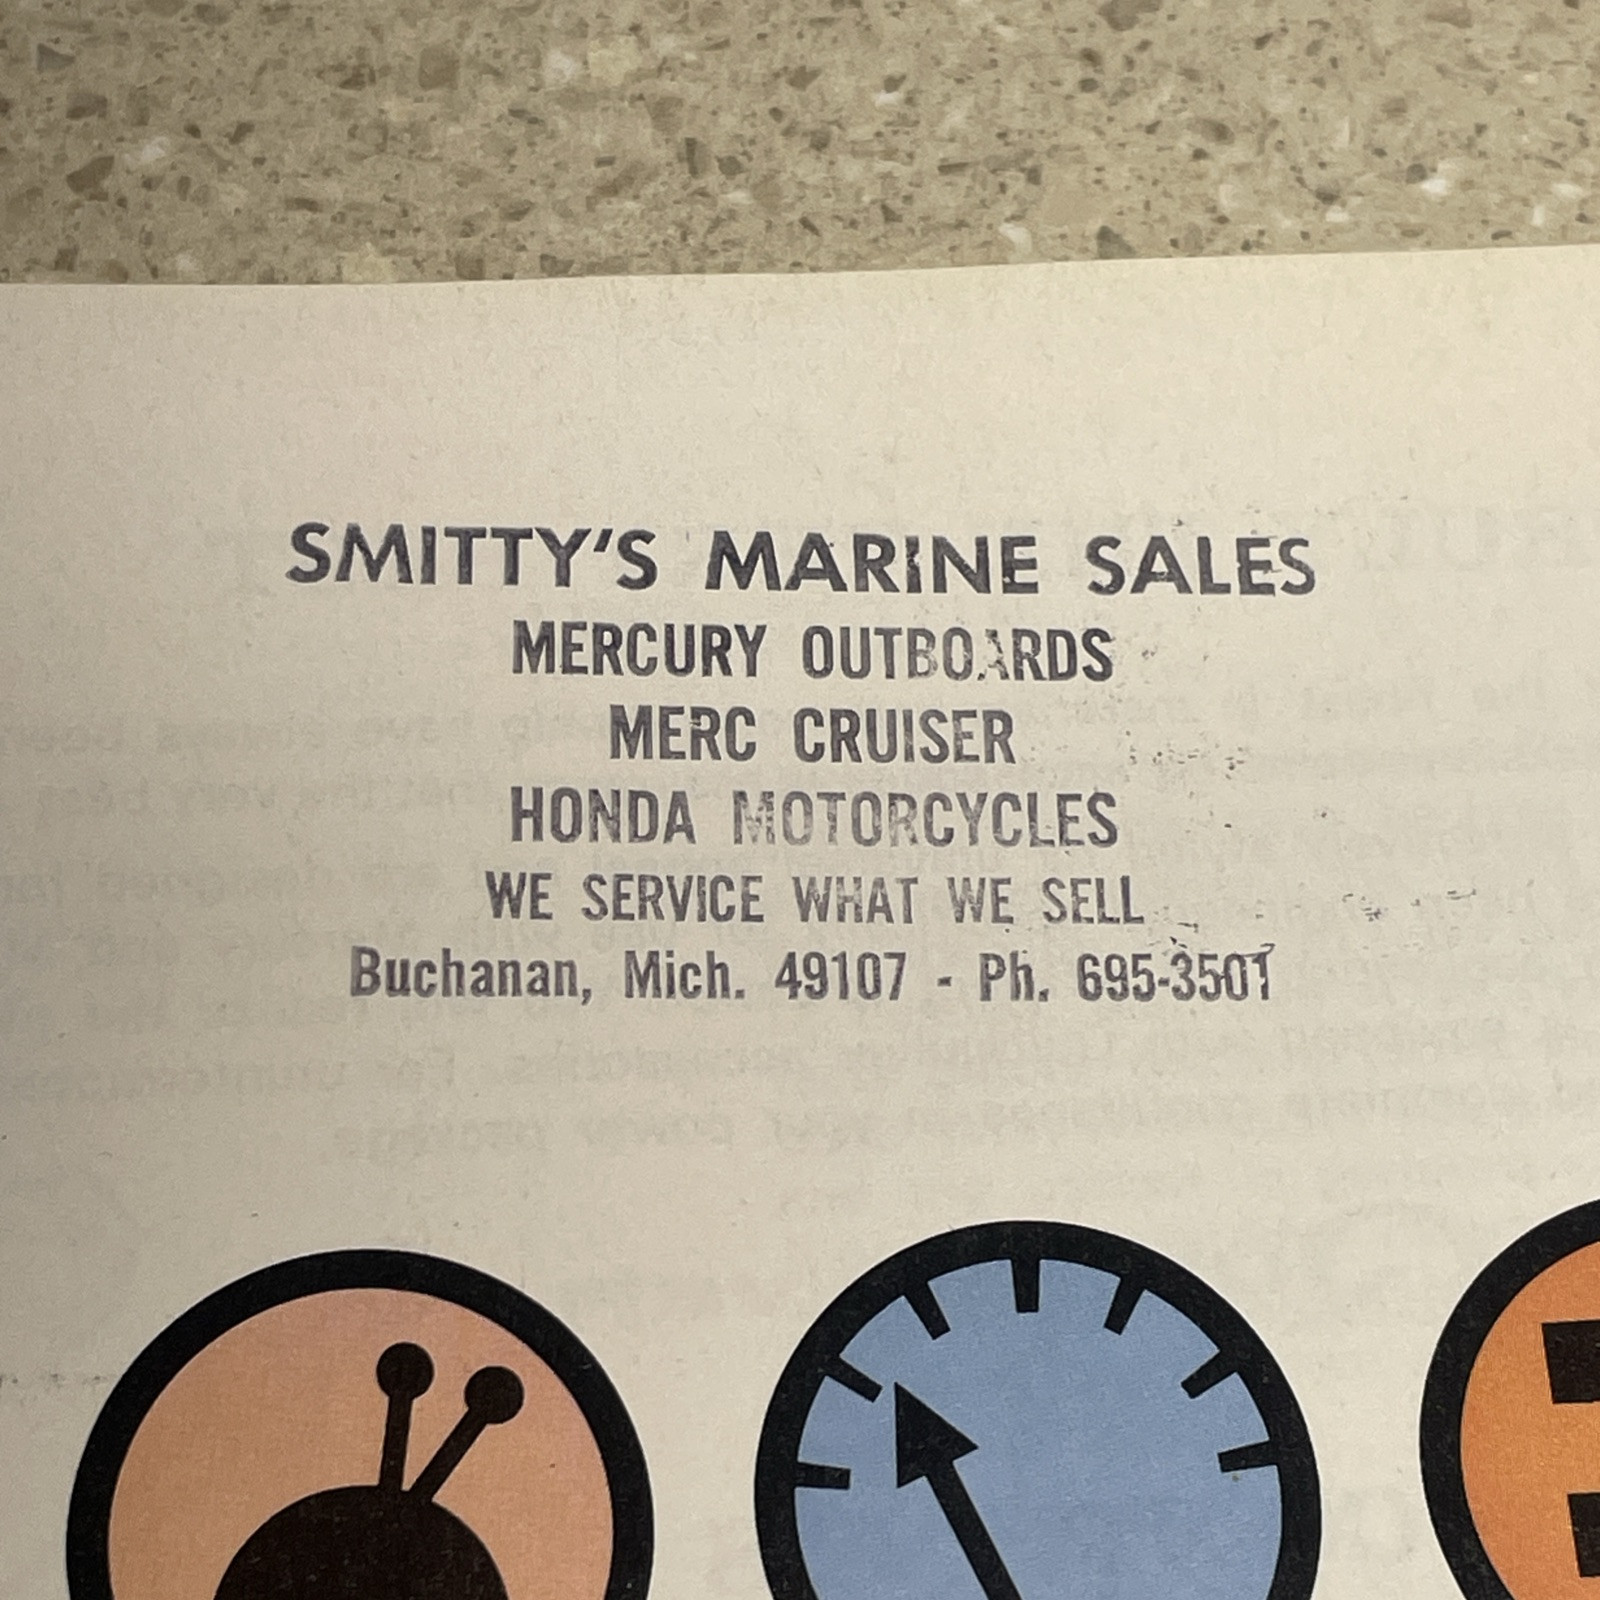 SMITTY'S MARINE SALES
MERCURY OUTBOARDS
MERC CRUISER
HONDA MOTORCYCLES
WE SERVICE WHAT WE SELL
Buchanan, Mich. 49107 - Ph. 695-3501